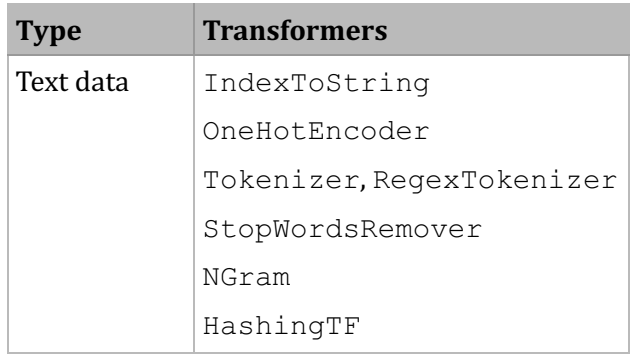 Type Transformers
Text data IndexToString
OneHotEncoder
Tokenizer, RegexTokenizer
StopWordsRemover
NGram
HashingTF